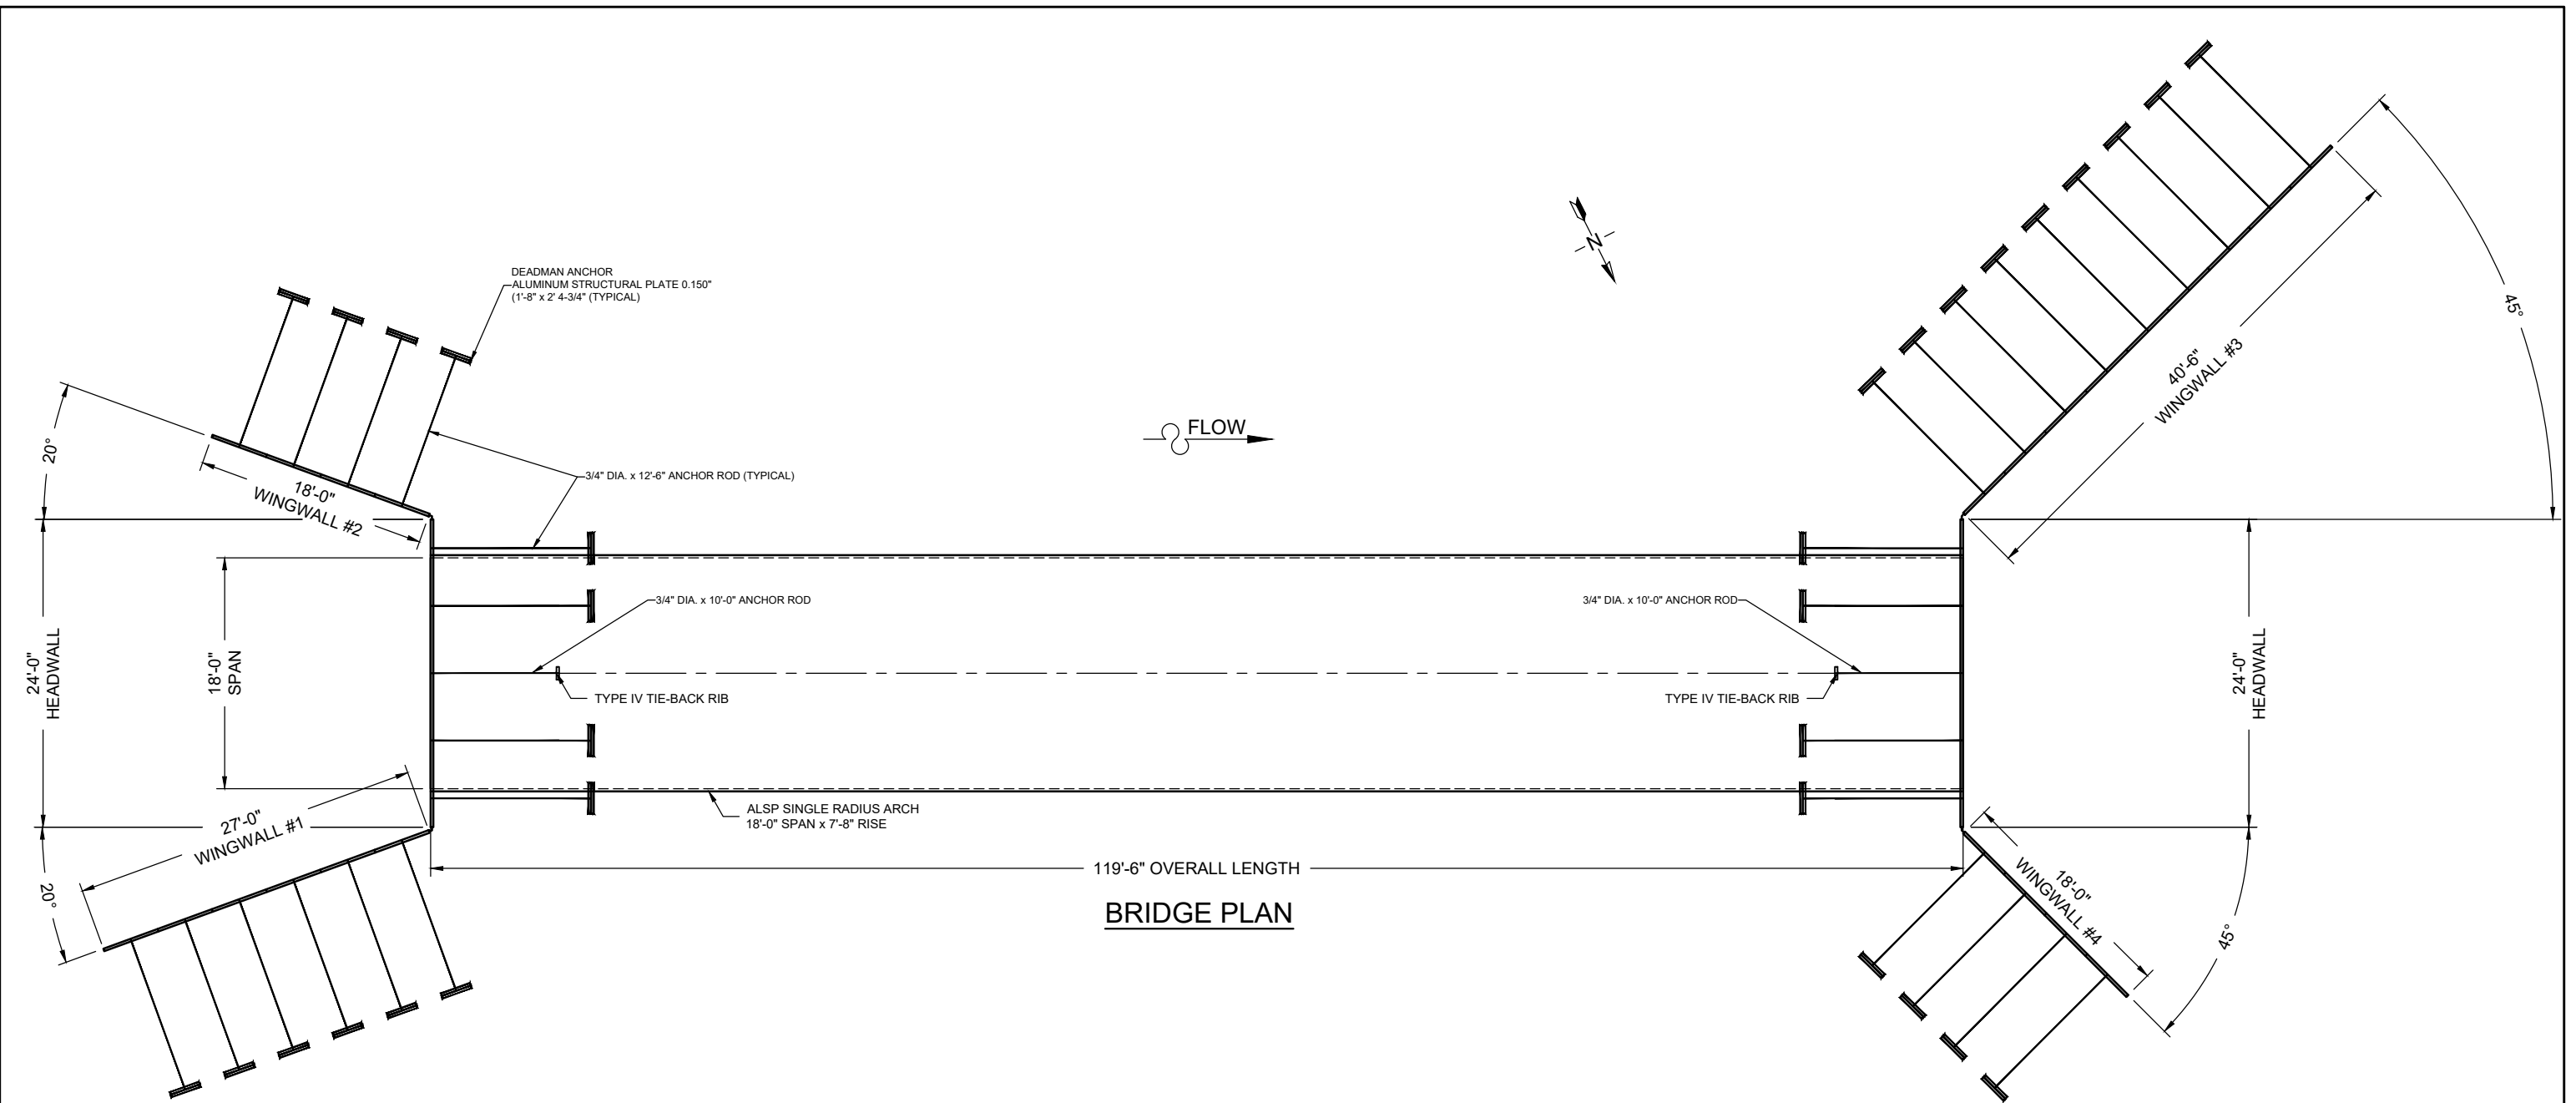 DEADMAN ANCHOR
ALUMINUM STRUCTURAL PLATE 0.150"
(1'-8" x 2' 4-3/4" (TYPICAL)
N
45°
40'-6"
WINGWALL #3
FLOW
20°
18'-0"
WINGWALL #2
3/4" DIA. x 12'-6" ANCHOR ROD (TYPICAL)
3/4" DIA. x 10'-0" ANCHOR ROD
3/4" DIA. x 10'-0" ANCHOR ROD
24'-0"
HEADWALL
18'-0"
SPAN
TYPE IV TIE-BACK RIB
TYPE IV TIE-BACK RIB
24'-0"
HEADWALL
27'-0"
WINGWALL #1
20°
ALSP SINGLE RADIUS ARCH
18'-0" SPAN x 7'-8" RISE
119'-6" OVERALL LENGTH
18'-0"
WINGWALL #4
45°
BRIDGE PLAN